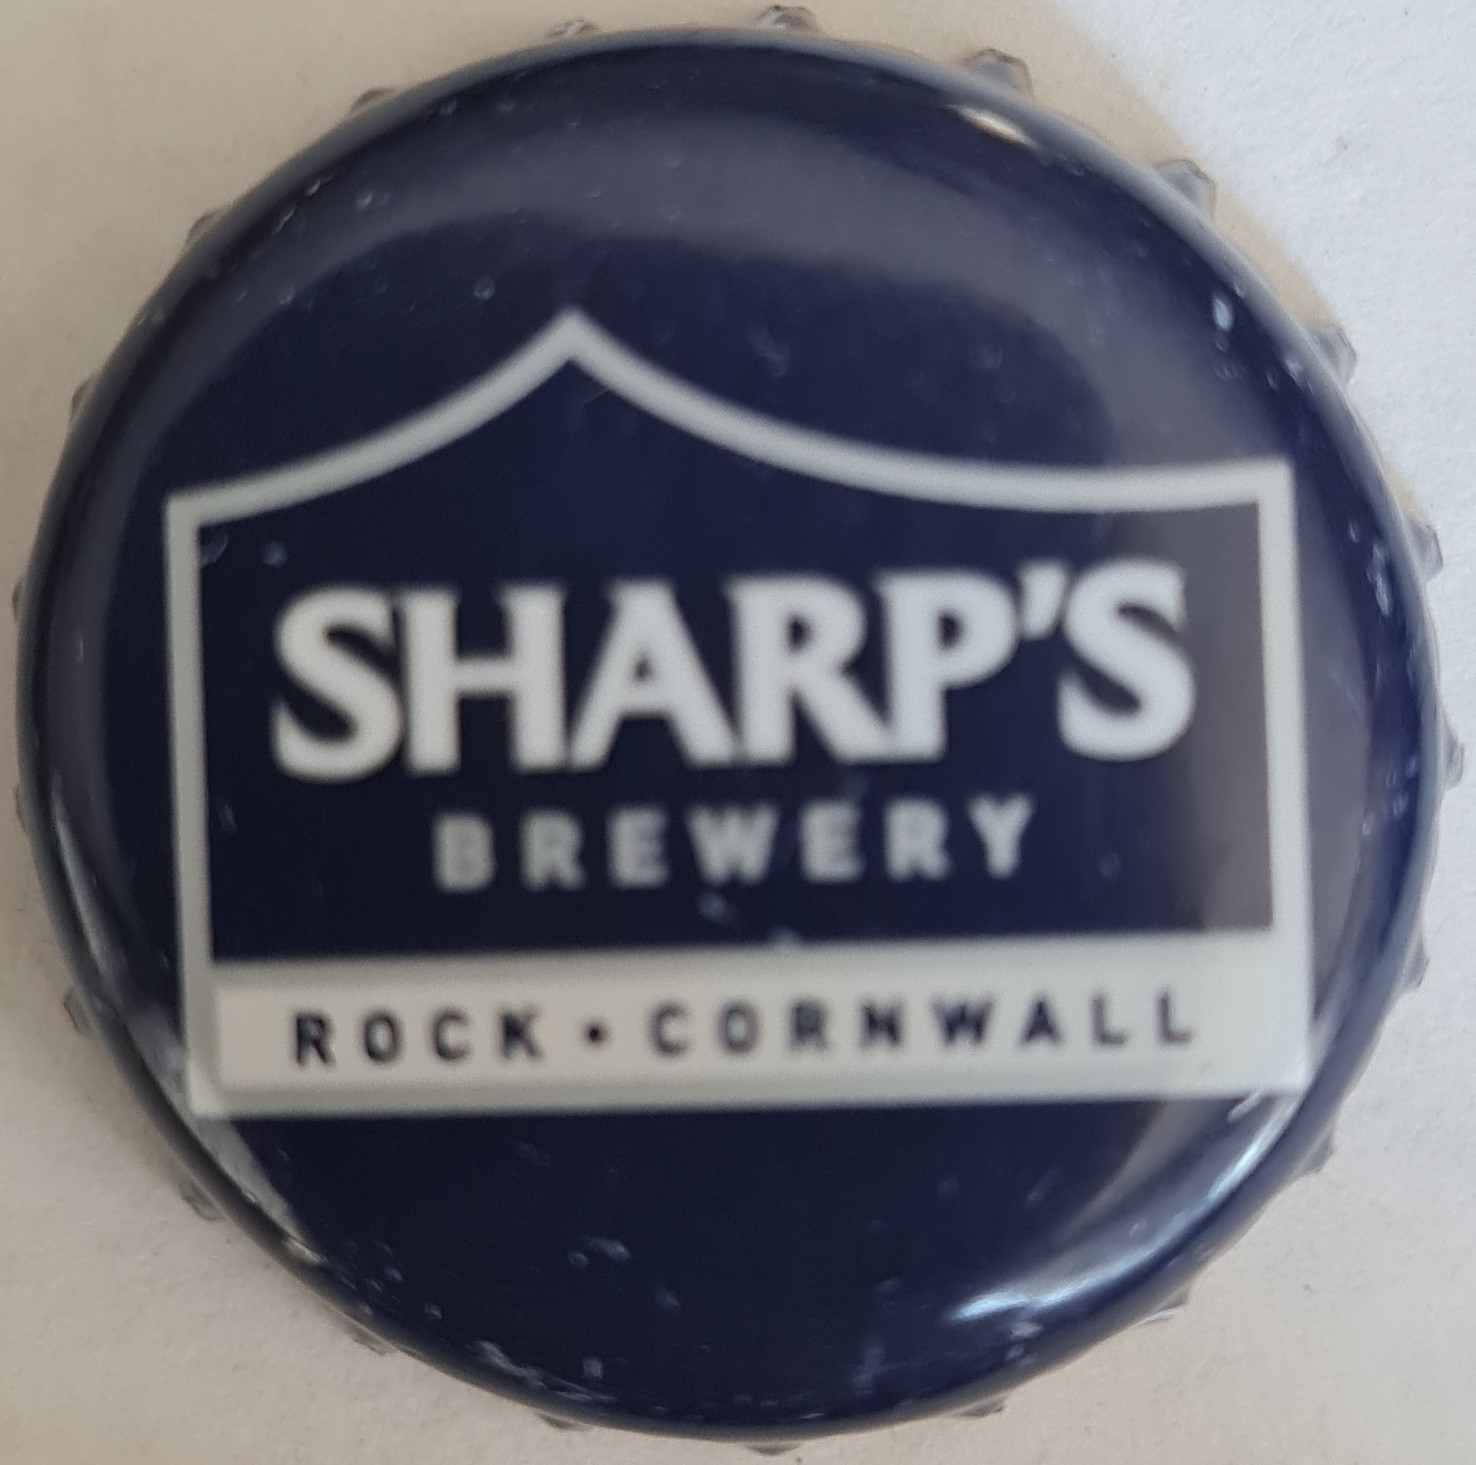 SHARP'S
BREWERY
ROCK • CORNWALL